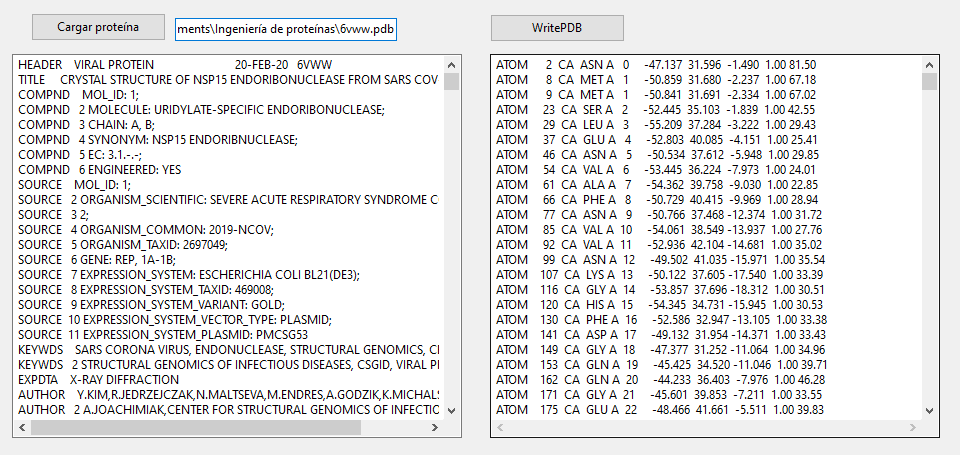 Cargar proteína
ments\Ingeniería de proteínas\6vww.pdb
WritePDB
HEADER VIRAL PROTEIN 20-FEB-20 6VWW
TITLE CRYSTAL STRUCTURE OF NSP15 ENDORIBONUCLEASE FROM SARS COV
COMPND MOL_ID: 1;
COMPND 2 MOLECULE: URIDYLATE-SPECIFIC ENDORIBONUCLEASE;
COMPND 3 CHAIN: A, B;
COMPND 4 SYNONYM: NSP15 ENDORIBNUCLEASE;
COMPND 5 EC: 3.1.-.-;
COMPND 6 ENGINEERED: YES
SOURCE MOL_ID: 1;
SOURCE 2 ORGANISM_SCIENTIFIC: SEVERE ACUTE RESPIRATORY SYNDROME CO
SOURCE 3 2;
SOURCE 4 ORGANISM_COMMON: 2019-NCOV;
SOURCE 5 ORGANISM_TAXID: 2697049;
SOURCE 6 GENE: REP, 1A-1B;
SOURCE 7 EXPRESSION_SYSTEM: ESCHERICHIA COLI BL21(DE3);
SOURCE 8 EXPRESSION_SYSTEM_TAXID: 469008;
SOURCE 9 EXPRESSION_SYSTEM_VARIANT: GOLD;
SOURCE 10 EXPRESSION_SYSTEM_VECTOR_TYPE: PLASMID;
SOURCE 11 EXPRESSION_SYSTEM_PLASMID: PMCSG53
KEYWDS SARS CORONA VIRUS, ENDONUCLEASE, STRUCTURAL GENOMICS, CE
KEYWDS 2 STRUCTURAL GENOMICS OF INFECTIOUS DISEASES, CSGID, VIRAL PR
EXPDTA X-RAY DIFFRACTION
AUTHOR Y.KIM,R.JEDRZEJCZAK,N.MALTSEVA,M.ENDRES,A.GODZIK,K.MICHALS
AUTHOR 2 A.JOACHIMIAK,CENTER FOR STRUCTURAL GENOMICS OF INFECTIO
ATOM 2 CA ASN A 0 -47.137 31.596 -1.490 1.00 81.50
ATOM 8 CA MET A 1 -50.859 31.680 -2.237 1.00 67.18
ATOM 9 CA MET A 1 -50.841 31.691 -2.334 1.00 67.02
ATOM 23 CA SER A 2 -52.445 35.103 -1.839 1.00 42.55
ATOM 29 CA LEU A 3 -55.209 37.284 -3.222 1.00 29.43
ATOM 37 CA GLU A 4 -52.803 40.085 -4.151 1.00 25.41
ATOM 46 CA ASN A 5 -50.534 37.612 -5.948 1.00 29.85
ATOM 54 CA VAL A 6 -53.445 36.224 -7.973 1.00 24.01
ATOM 61 CA ALA A 7 -54.362 39.758 -9.030 1.00 22.85
ATOM 66 CA PHE A 8 -50.729 40.415 -9.969 1.00 28.94
ATOM 77 CA ASN A 9 -50.766 37.468 -12.374 1.00 31.72
ATOM 85 CA VAL A 10 -54.061 38.549 -13.937 1.00 27.76
ATOM 92 CA VAL A 11 -52.936 42.104 -14.681 1.00 35.02
ATOM 99 CA ASN A 12 -49.502 41.035 -15.971 1.00 35.54
ATOM 107 CA LYS A 13 -50.122 37.605 -17.540 1.00 33.39
ATOM 116 CA GLY A 14 -53.857 37.696 -18.312 1.00 30.51
ATOM 120 CA HIS A 15 -54.345 34.731 -15.945 1.00 30.53
ATOM 130 CA PHE A 16 -52.586 32.947 -13.105 1.00 33.38
ATOM 141 CA ASP A 17 -49.132 31.954 -14.371 1.00 33.43
ATOM 148 CA GLY A 18 -47.377 31.252 -11.064 1.00 34.96
ATOM 153 CA GLN A 19 -45.425 34.520 -11.046 1.00 39.71
ATOM 162 CA GLN A 20 -44.233 36.403 -7.976 1.00 46.28
ATOM 171 CA GLY A 21 -45.601 39.853 -7.211 1.00 33.55
ATOM 175 CA GLU A 22 -48.466 41.661 -5.511 1.00 39.83